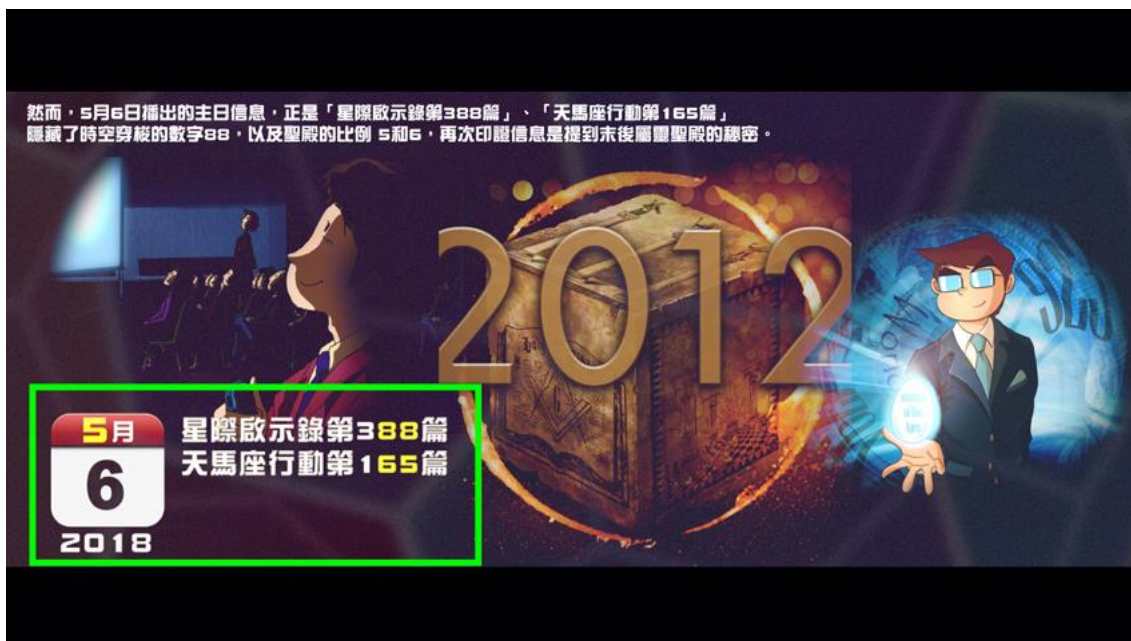 然而，5月6日播出的主日信息，正是「星際啟示錄第388篇」、「天馬座行動第165篇」
隱藏了時空穿梭的數字88，以及聖殿的比例 5和6，再次印證信息是提到末後屬靈聖殿的秘密。
2012
5月
6
2018
星際啟示錄第388篇
天馬座行動第165篇